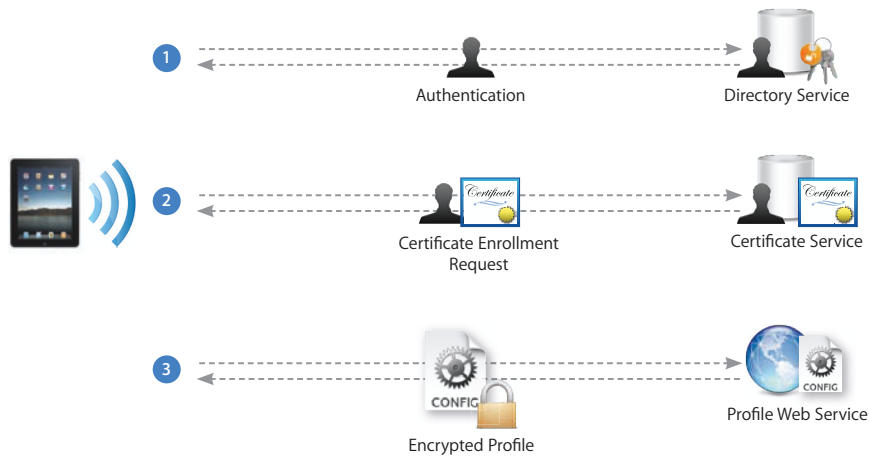 1
Authentication
Directory Service
2
Certificate
Certificate
Certificate Enrollment
Request
Certificate Service
3
CONFIG
CONFIG
Encrypted Profile
Profile Web Service